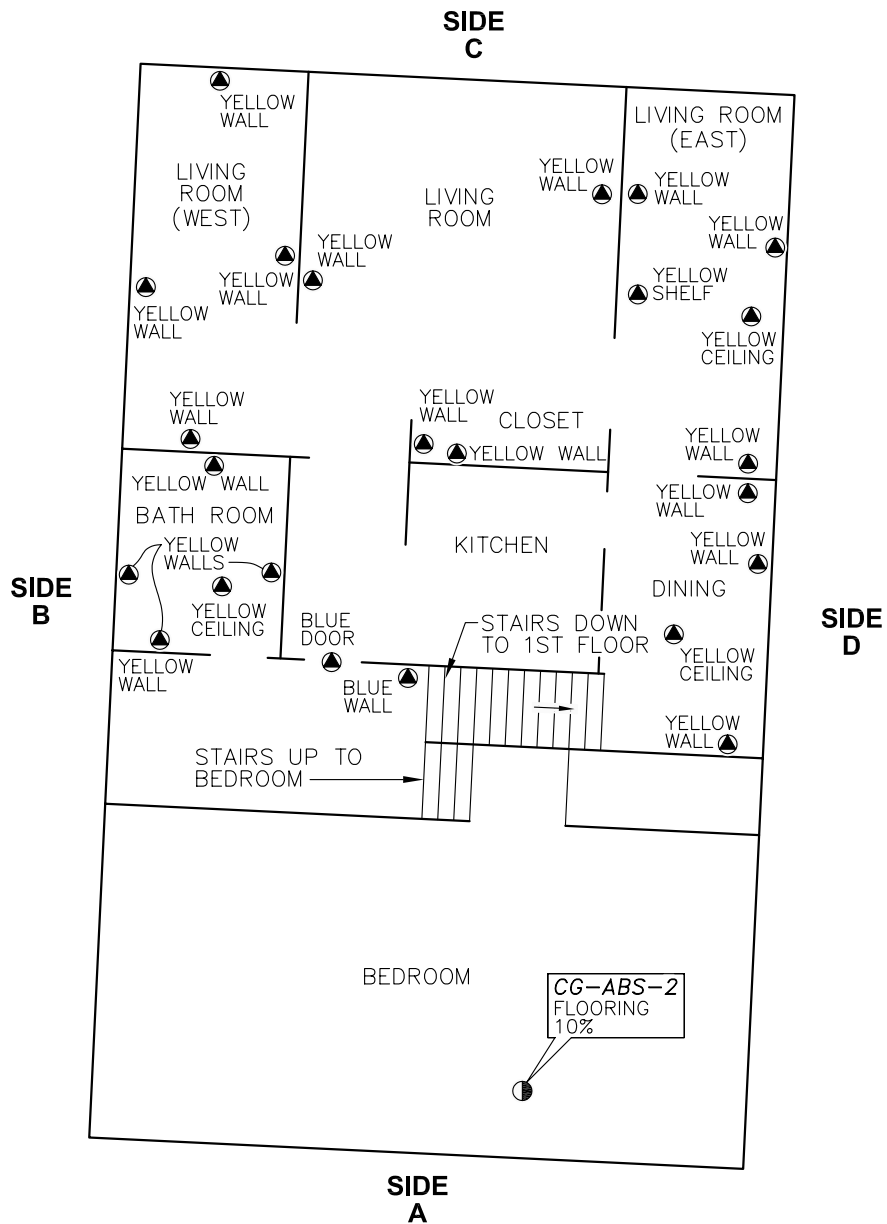 SIDE
C
YELLOW
WALL
LIVING ROOM
(EAST)
LIVING
ROOM
(WEST)
YELLOW
WALL
LIVING
ROOM
YELLOW
WALL
YELLOW
WALL
YELLOW
WALL
YELLOW
WALL
YELLOW
SHELF
YELLOW
WALL
YELLOW
CEILING
YELLOW
WALL
YELLOW
WALL
CLOSET
YELLOW WALL
YELLOW
WALL
YELLOW WALL
YELLOW
WALL
BATH ROOM
YELLOW
WALLS
KITCHEN
YELLOW
WALL
SIDE
B
YELLOW
CEILING
DINING
BLUE
DOOR
STAIRS DOWN
TO 1ST FLOOR
SIDE
D
YELLOW
WALL
BLUE
WALL
YELLOW
CEILING
YELLOW
WALL
STAIRS UP TO
BEDROOM
BEDROOM
CG-ABS-2
FLOORING
10%
SIDE
A